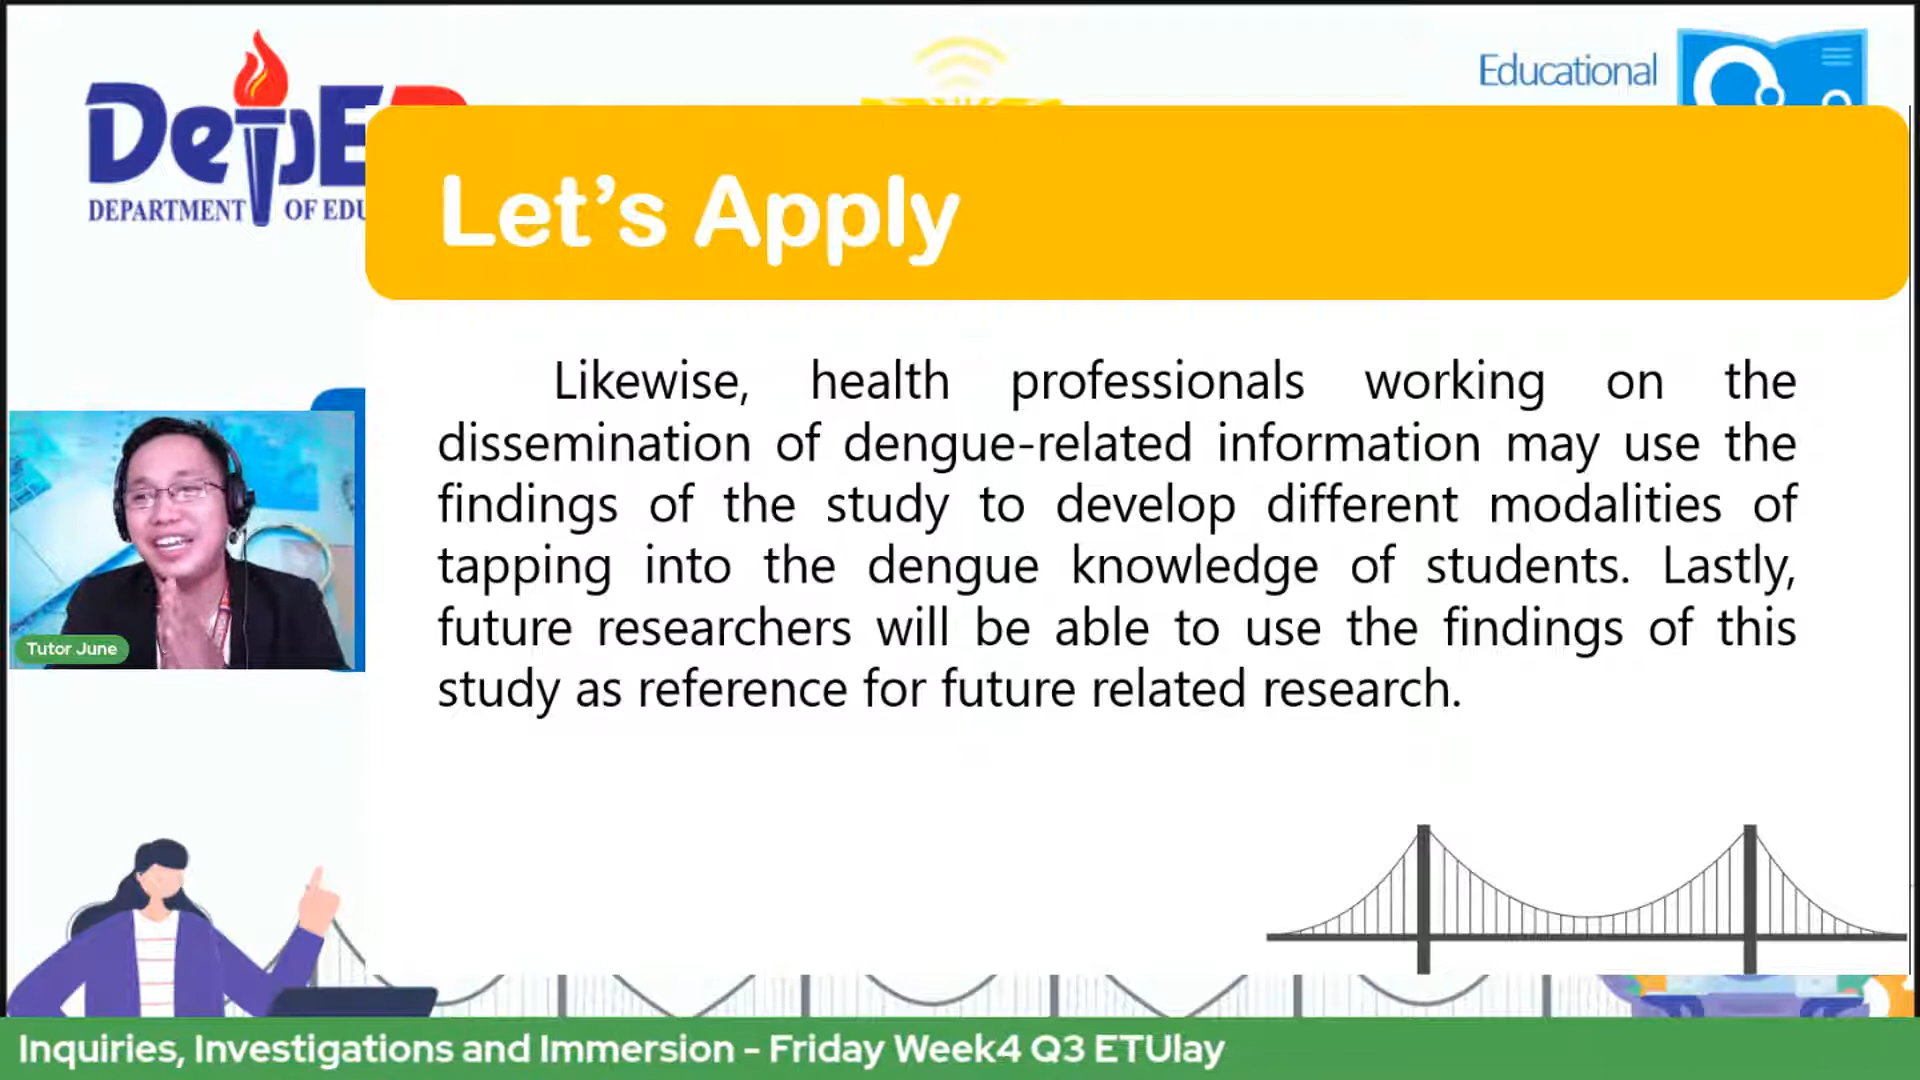 DepE
DEPARTMENT OF EDU
Educational
Let's Apply
Likewise, health professionals working on the
dissemination of dengue-related information may use the
findings of the study to develop different modalities of
tapping into the dengue knowledge of students. Lastly,
future researchers will be able to use the findings of this
study as reference for future related research.
Tutor June
Inquiries, Investigations and Immersion - Friday Week4 Q3 ETUlay